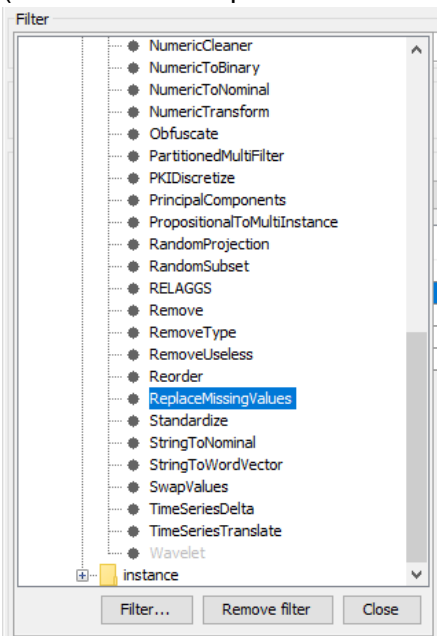 Filter
NumericCleaner
NumericToBinary
NumericToNominal
NumericTransform
Obfuscate
PartitionedMultiFilter
PKIDiscretize
PrincipalComponents
PropositionalToMultiInstance
RandomProjection
RandomSubset
RELAGGS
Remove
RemoveType
RemoveUseless
Reorder
ReplaceMissingValues
Standardize
StringToNominal
StringToWordVector
SwapValues
TimeSeriesDelta
TimeSeriesTranslate
Wavelet
instance
Filter... Remove filter Close